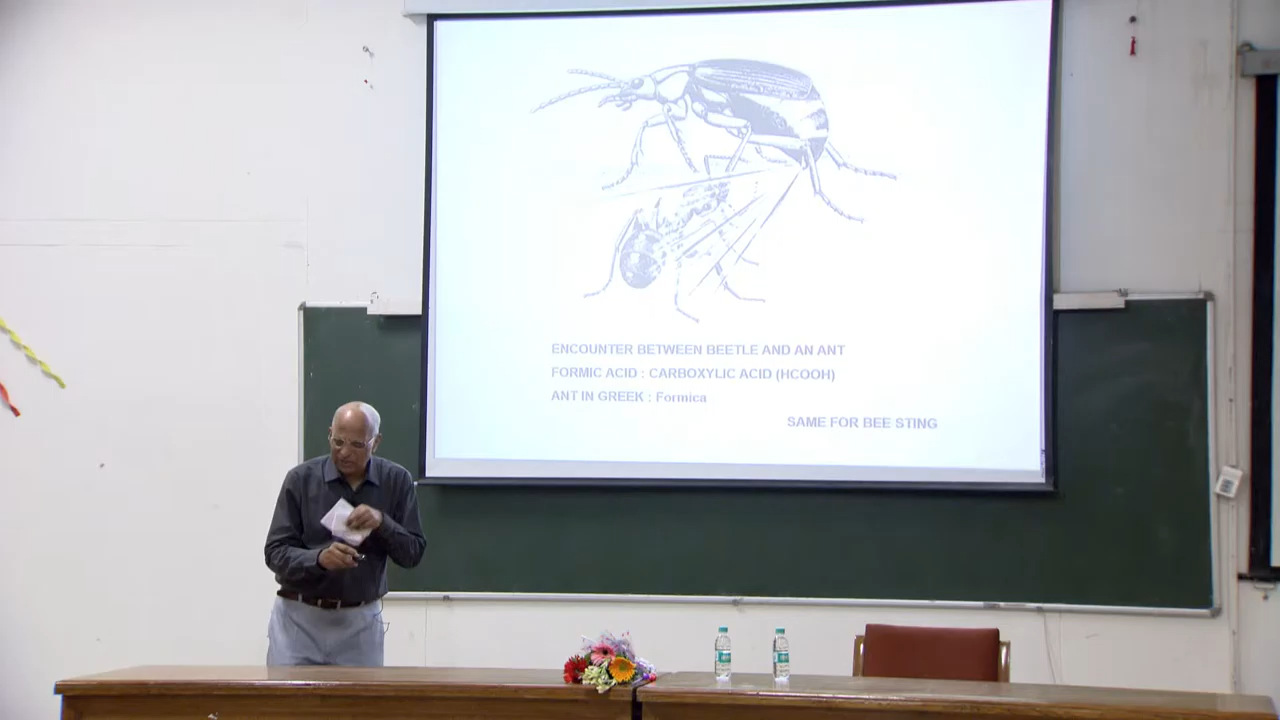 ENCOUNTER BETWEEN BEETLE AND AN ANT
FORMIC ACID : CARBOXYLIC ACID (HCOOH)
ANT IN GREEK : Formica
SAME FOR BEE STING